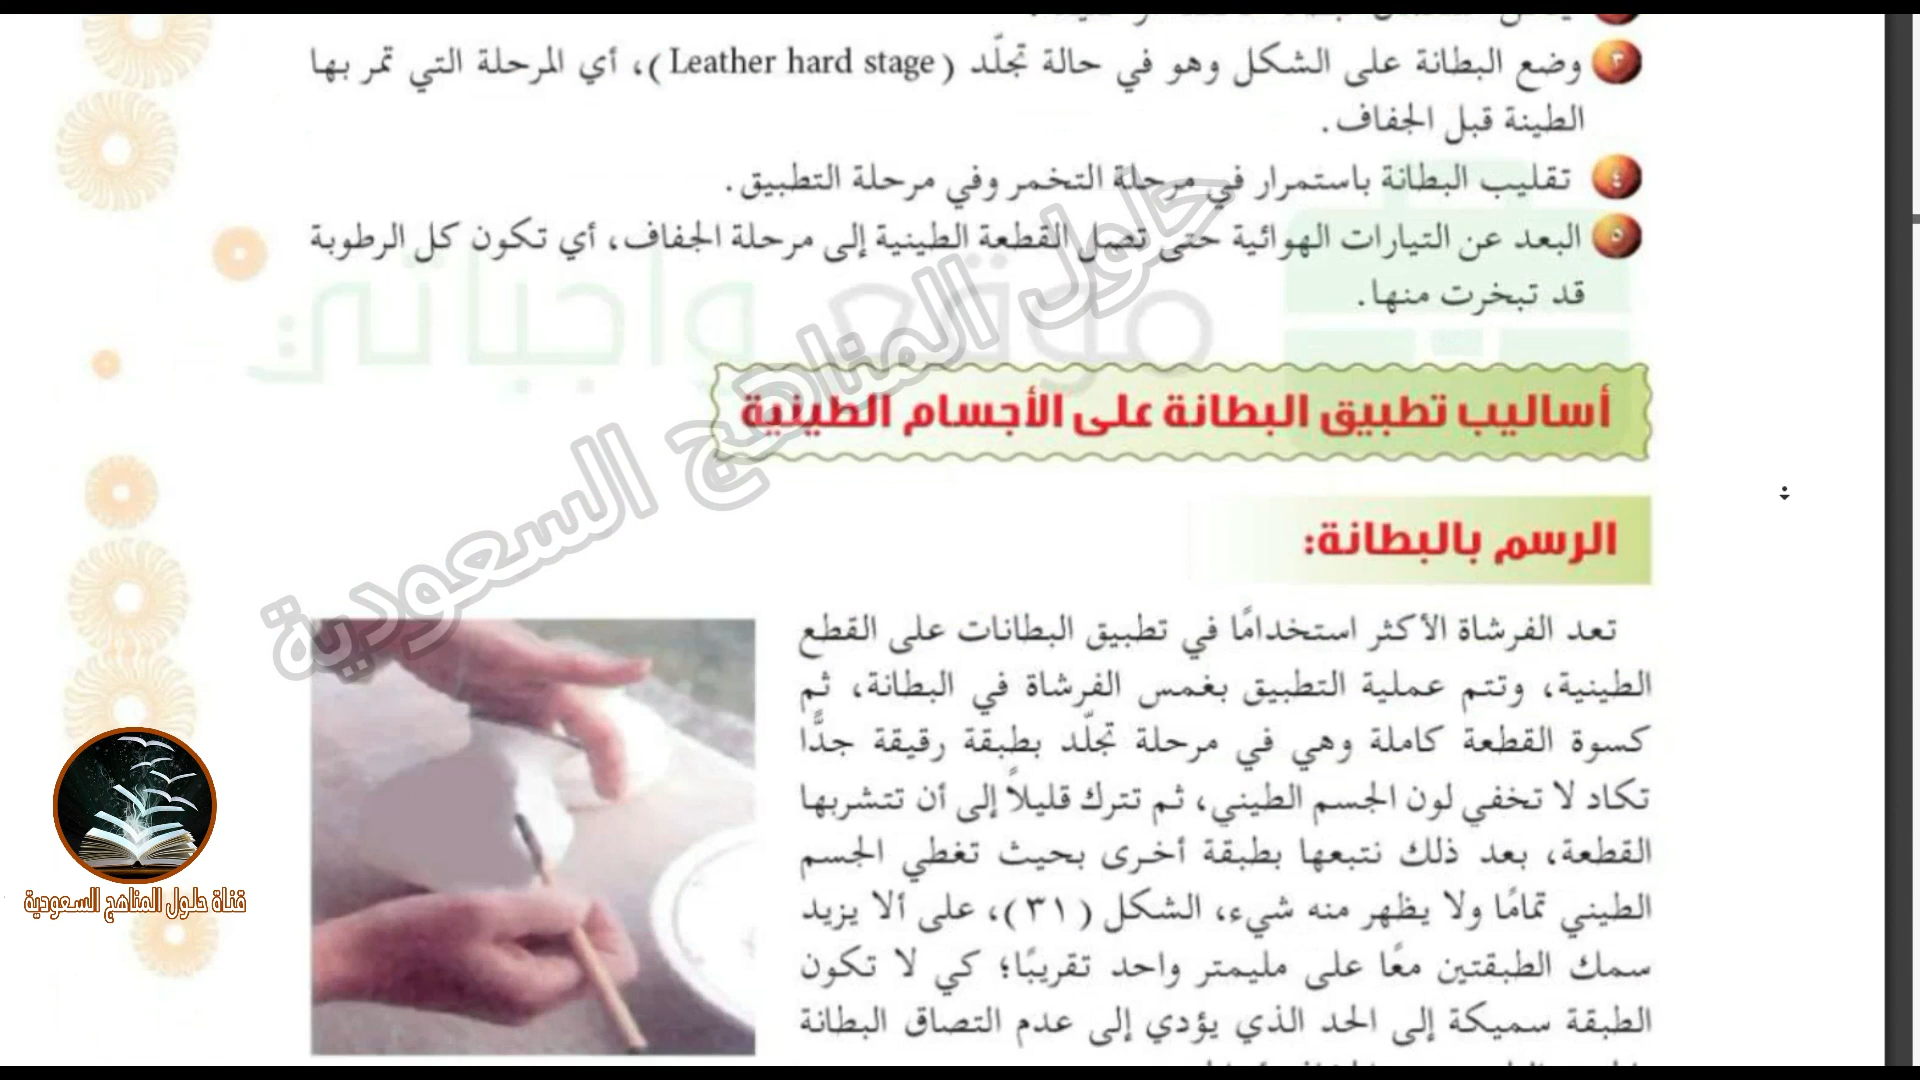 ٣ وضع البطانة على الشكل وهو في حالة تجلّد (Leather hard stage)، أي المرحلة التي تمر بها
الطينة قبل الجفاف.
٤ تقليب البطانة باستمرار في مرحلة التخمر وفي مرحلة التطبيق.
٥ البعد عن التيارات الهوائية حتى تصل القطعة الطينية إلى مرحلة الجفاف، أي تكون كل الرطوبة
قد تبخرت منها.
موقع واجباتي
حلول المناهج السعودية
أساليب تطبيق البطانة على الأجسام الطينية
الرسم بالبطانة:
تعد الفرشاة الأكثر استخدامًا في تطبيق البطانات على القطع
الطينية، وتتم عملية التطبيق بغمس الفرشاة في البطانة، ثم
كسوة القطعة كاملة وهي في مرحلة تجلّد بطبقة رقيقة جدًّا
تكاد لا تخفي لون الجسم الطيني، ثم تترك قليلاً إلى أن تتشربها
القطعة، بعد ذلك نتبعها بطبقة أخرى بحيث تغطي الجسم
الطيني تمامًا ولا يظهر منه شيء، الشكل (٣١)، على ألا يزيد
سمك الطبقتين معًا على مليمتر واحد تقريبًا؛ كي لا تكون
الطبقة سميكة إلى الحد الذي يؤدي إلى عدم التصاق البطانة
قناة حلول المناهج السعودية